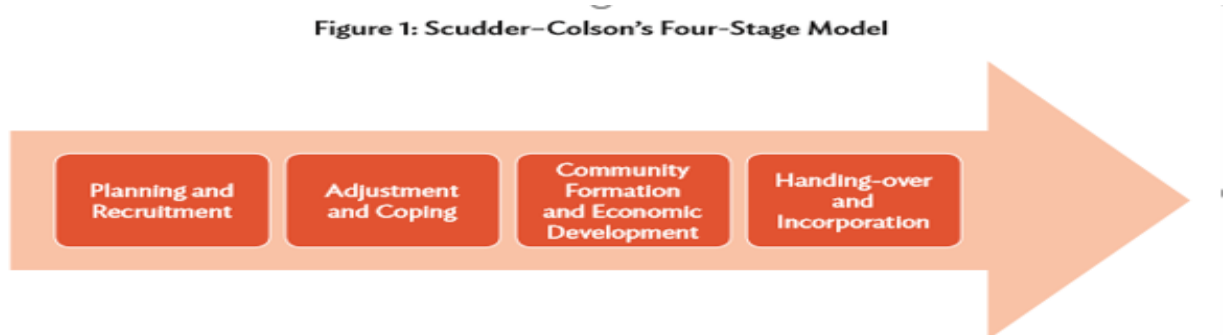 Figure 1: Scudder–Colson's Four-Stage Model
Planning and
Recruitment
Adjustment
and Coping
Community
Formation
and Economic
Development
Handing-over
and
Incorporation